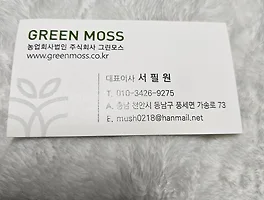 GREEN MOSS
농업회사법인 주식회사 그린모스
www.greenmoss.co.kr
대표이사 서 필 원
T. 010-3426-9275
A. 충남 천안시 동남구 풍세면 가송로 73
E. mush0218@hanmail.net